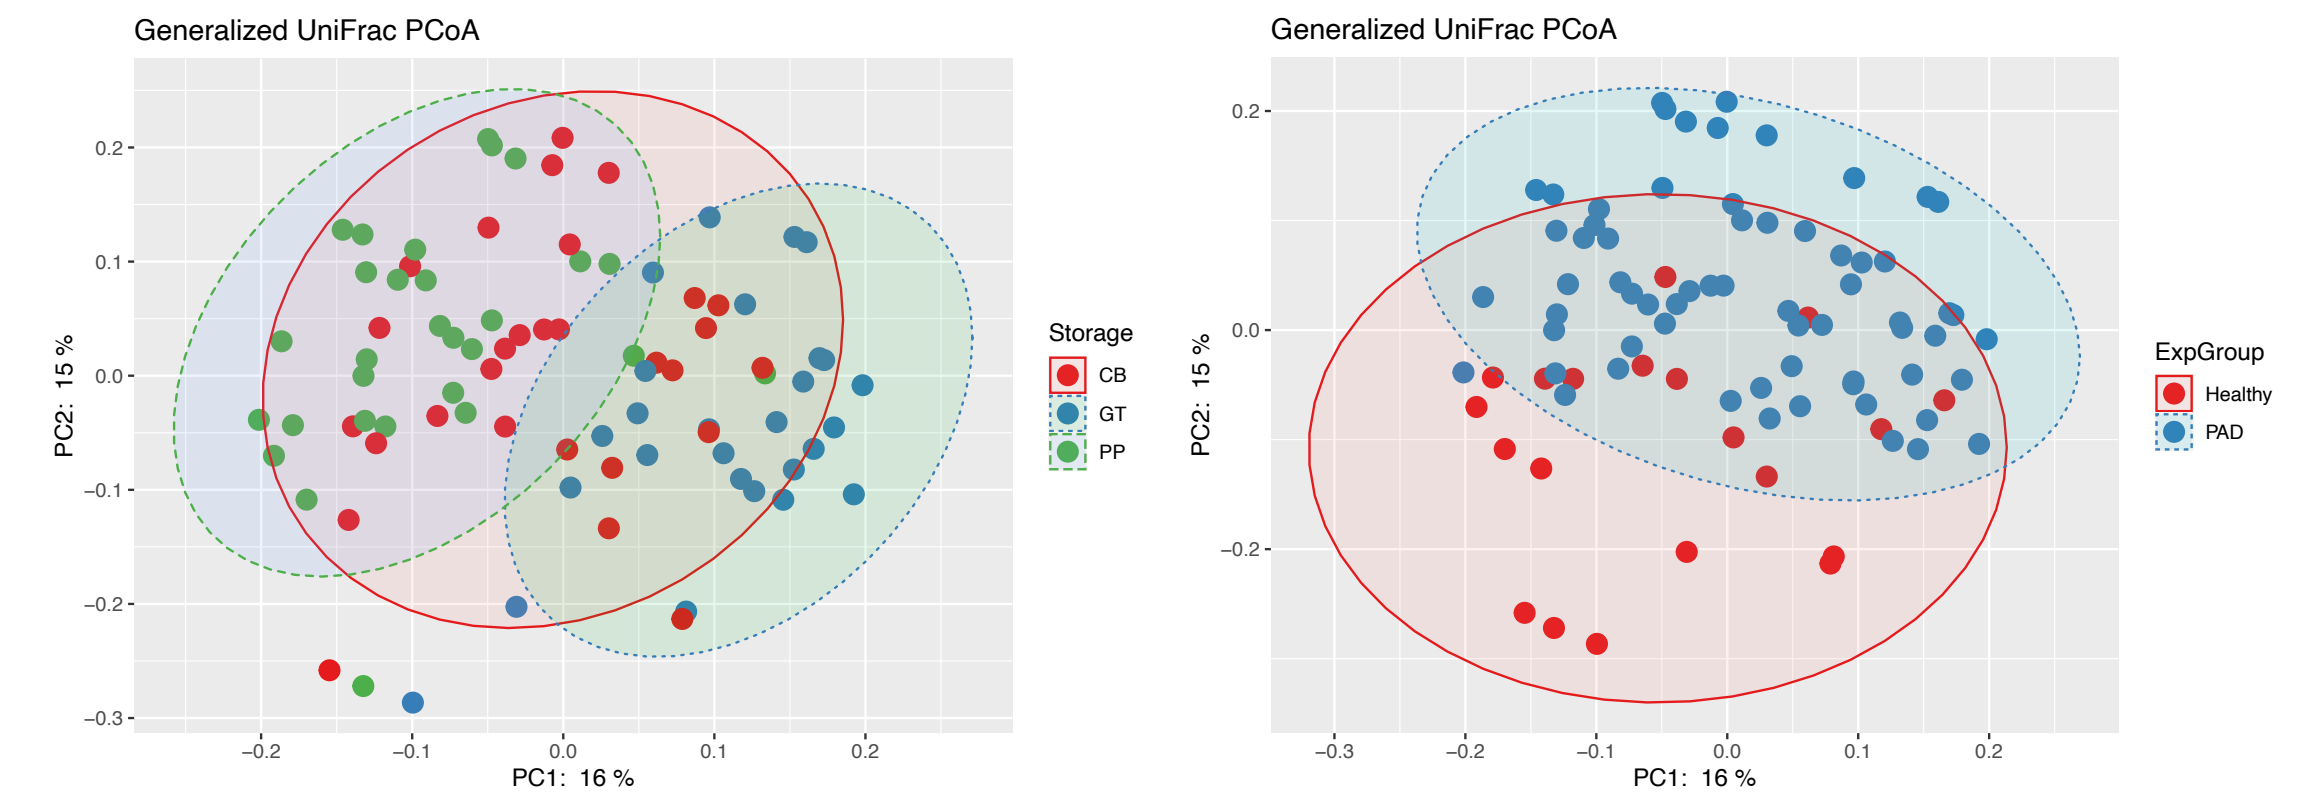 Generalized UniFrac PCoA
0.2
0.1
0.0
−0.1
−0.2
−0.3
PC2:  15 %
−0.2
−0.1
0.0
0.1
0.2
PC1:  16 %
Storage
CB
GT
PP
Generalized UniFrac PCoA
0.2
0.0
−0.2
PC2:  15 %
−0.3
−0.2
−0.1
0.0
0.1
0.2
PC1:  16 %
ExpGroup
Healthy
PAD